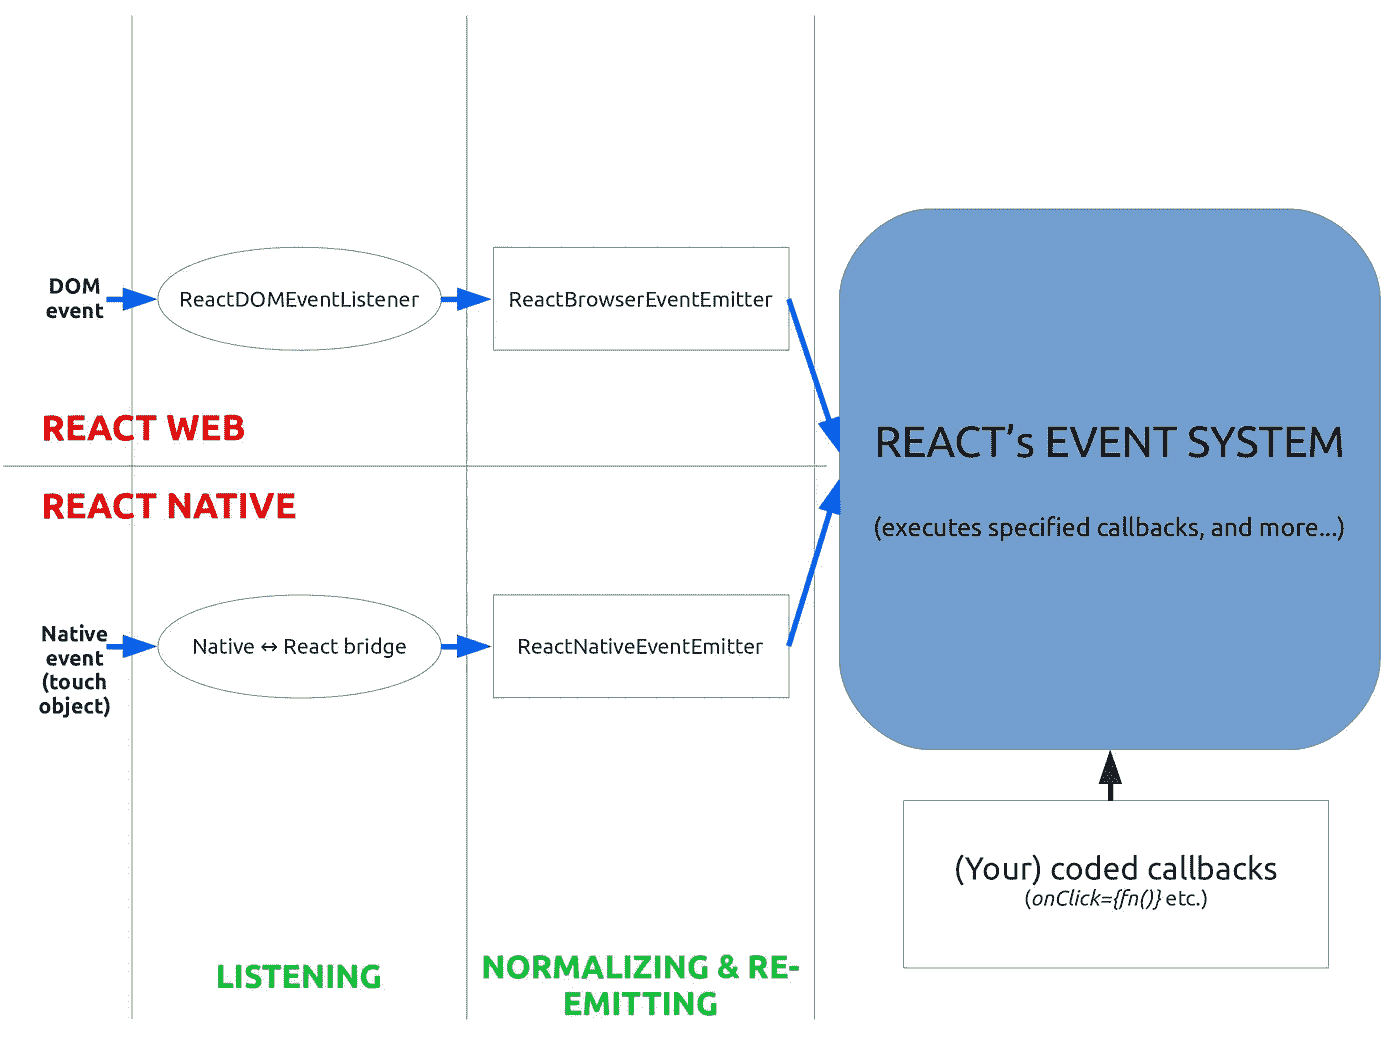 DOM
event
ReactDOMEventListener
ReactBrowserEventEmitter
REACT WEB
REACT NATIVE
REACT’s EVENT SYSTEM
(executes specified callbacks, and more...)
Native
event
(touch
object)
Native ↔ React bridge
ReactNativeEventEmitter
(Your) coded callbacks
(onClick={fn()} etc.)
LISTENING
NORMALIZING & RE-
EMITTING